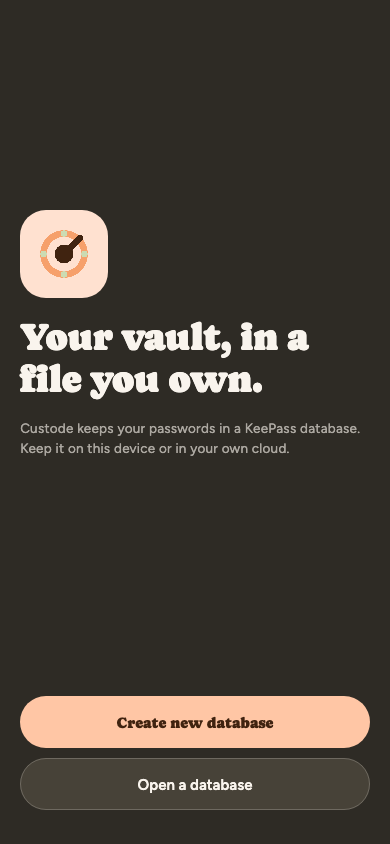 Your vault, in a
file you own.
Custode keeps your passwords in a KeePass database.
Keep it on this device or in your own cloud.
Create new database
Open a database